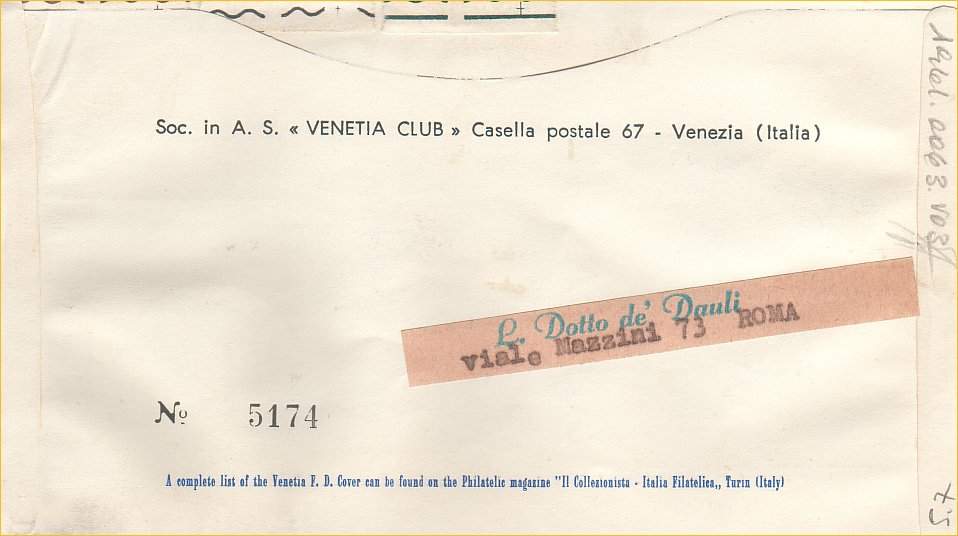 Soc. in A. S. « VENETIA CLUB » Casella postale 67 - Venezia (Italia)
L. Dotto de' Dauli
viale Mazzini 73 ROMA
Nº 5174
A complete list of the Venetia F. D. Cover can be found on the Philatelic magazine "Il Collezionista - Italia Filatelica„ Turin (Italy)